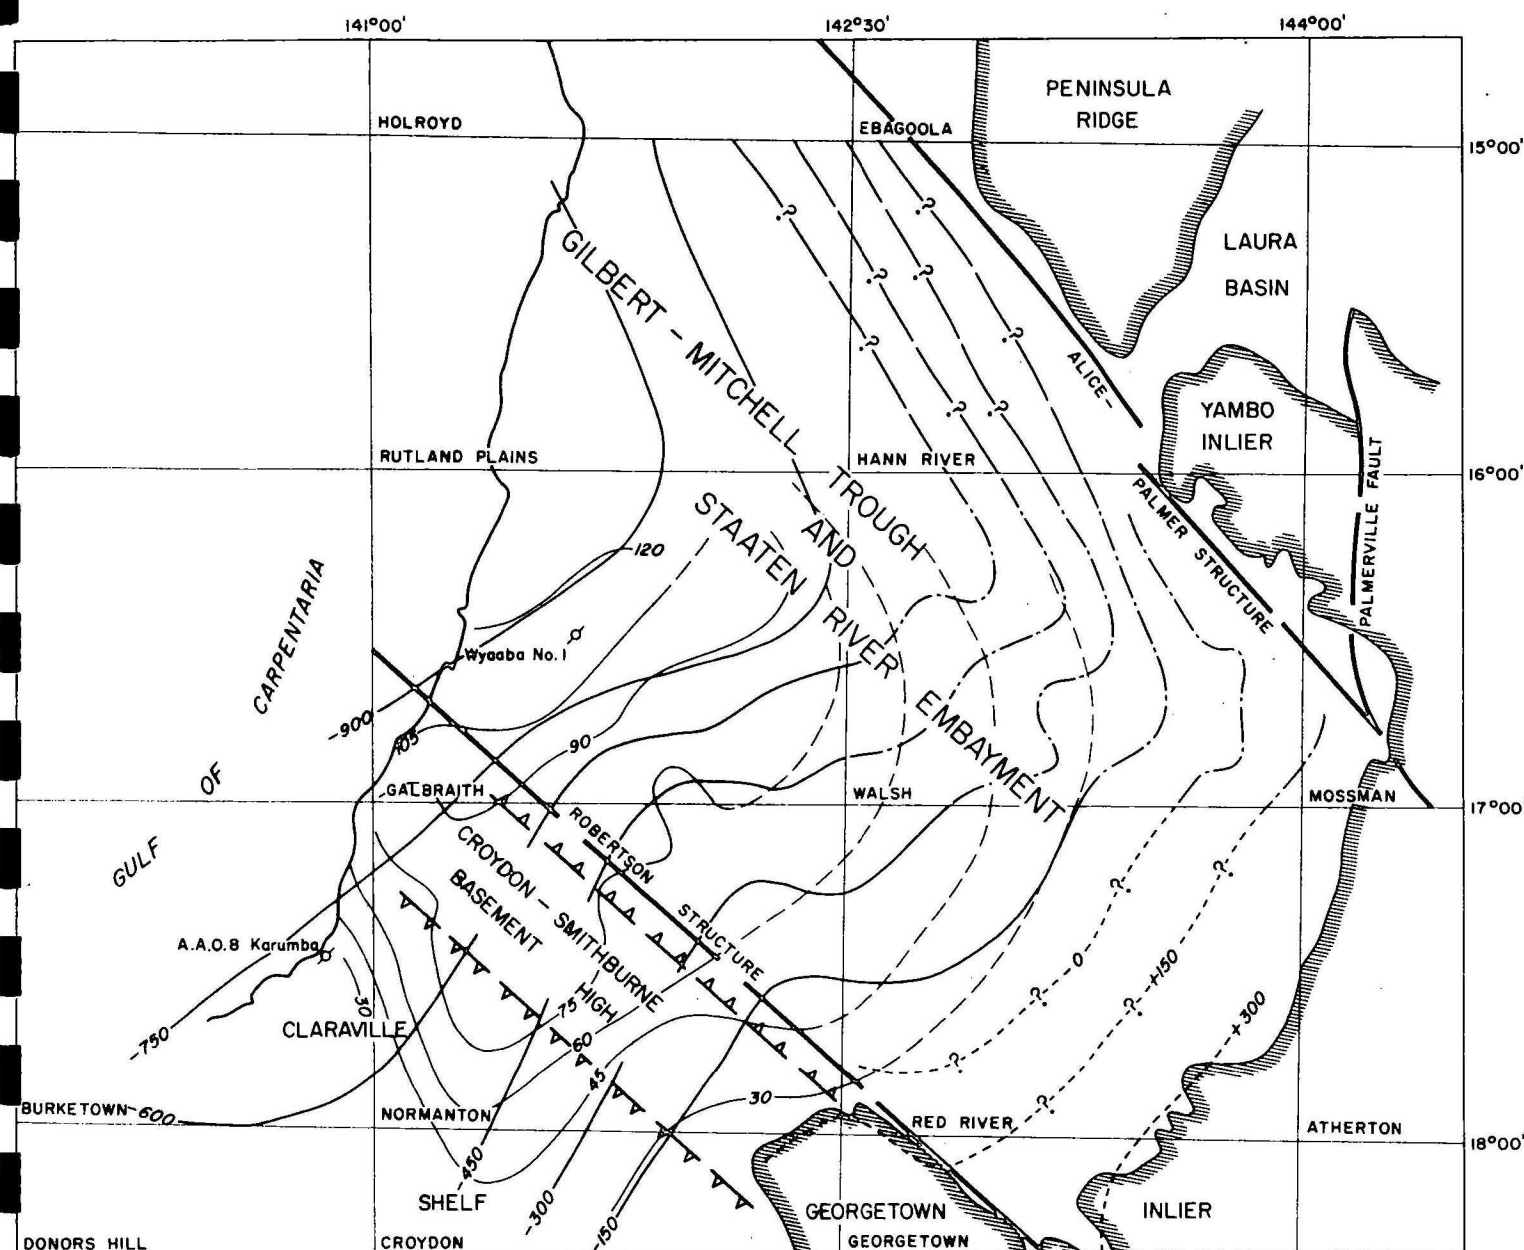 141°00'
142°30'
144°00'
PENINSULA
RIDGE
HOLROYD
EBAGOOLA
15°00'
?
?
GILBERT - MITCHELL TROUGH
LAURA
BASIN
?
?
?
?
ALICE-
?
?
YAMBO
INLIER
RUTLAND PLAINS
HANN RIVER
16°00'
PALMERVILLE FAULT
PALMER STRUCTURE
AND
STAATEN RIVER EMBAYMENT
120
Wyaaba No.1
GULF OF CARPENTARIA
-900
105
90
GALBRAITH
WALSH
MOSSMAN
17°00'
ROBERTSON STRUCTURE
CROYDON - SMITHBURNE
BASEMENT HIGH
?
?
A.A.O.8 Karumba
0
+150
?
?
30
75
+300
CLARAVILLE
-750
60
?
45
30
?
BURKETOWN
-600
NORMANTON
RED RIVER
ATHERTON
18°00'
-450
SHELF
-300
-150
GEORGETOWN
INLIER
DONORS HILL
CROYDON
GEORGETOWN